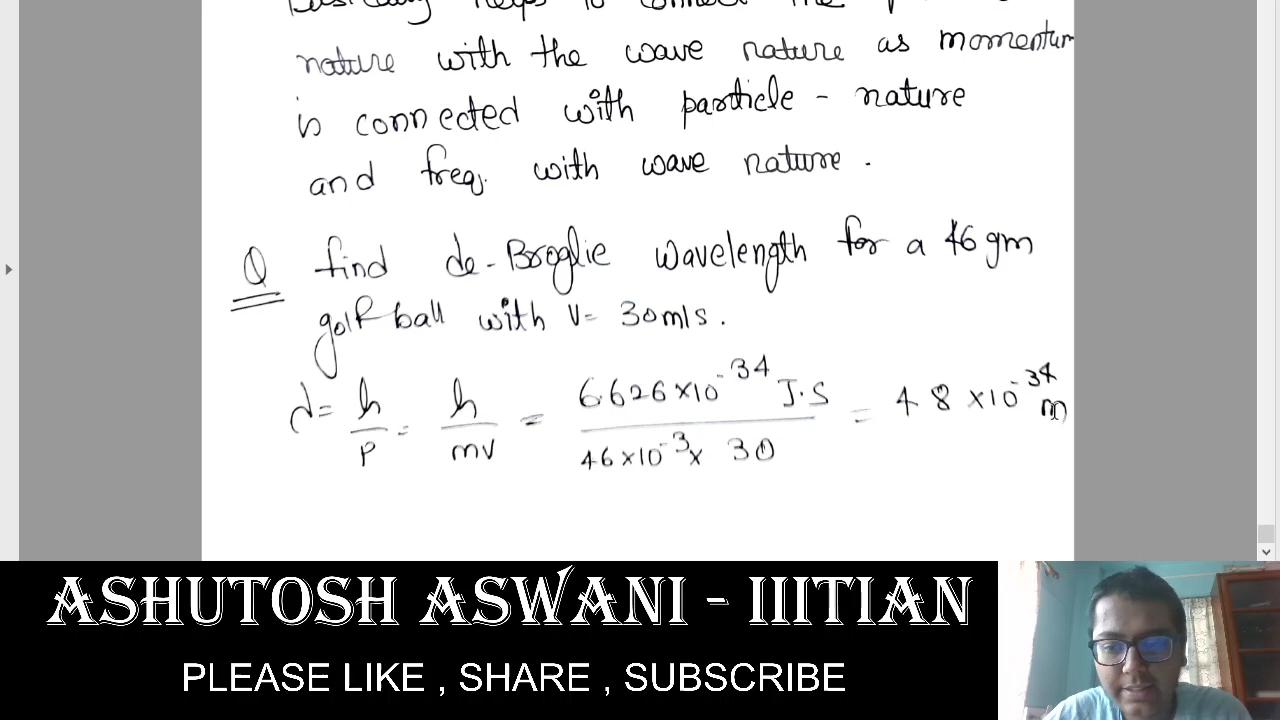 nature with the wave nature as momentum
is connected with particle - nature
and freq. with wave nature.
Q find de-Broglie wavelength for a 46 gm
golf ball with v= 30m/s.
λ= h/p = h/mv = 6.626×10^-34 J.S / 46×10^-3 × 30 = 4.8 ×10^-34 m
ASHUTOSH ASWANI - IIITIAN
PLEASE LIKE , SHARE , SUBSCRIBE